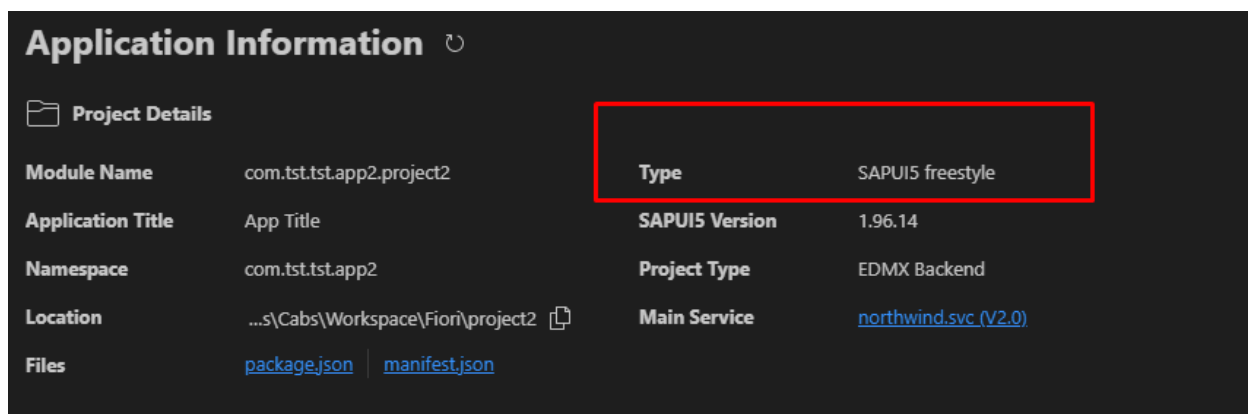 Application Information
Project Details
Module Name com.tst.tst.app2.project2 Type SAPUI5 freestyle
Application Title App Title SAPUI5 Version 1.96.14
Namespace com.tst.tst.app2 Project Type EDMX Backend
Location ...s\Cabs\Workspace\Fiori\project2 Main Service northwind.svc (V2.0)
Files package.json manifest.json